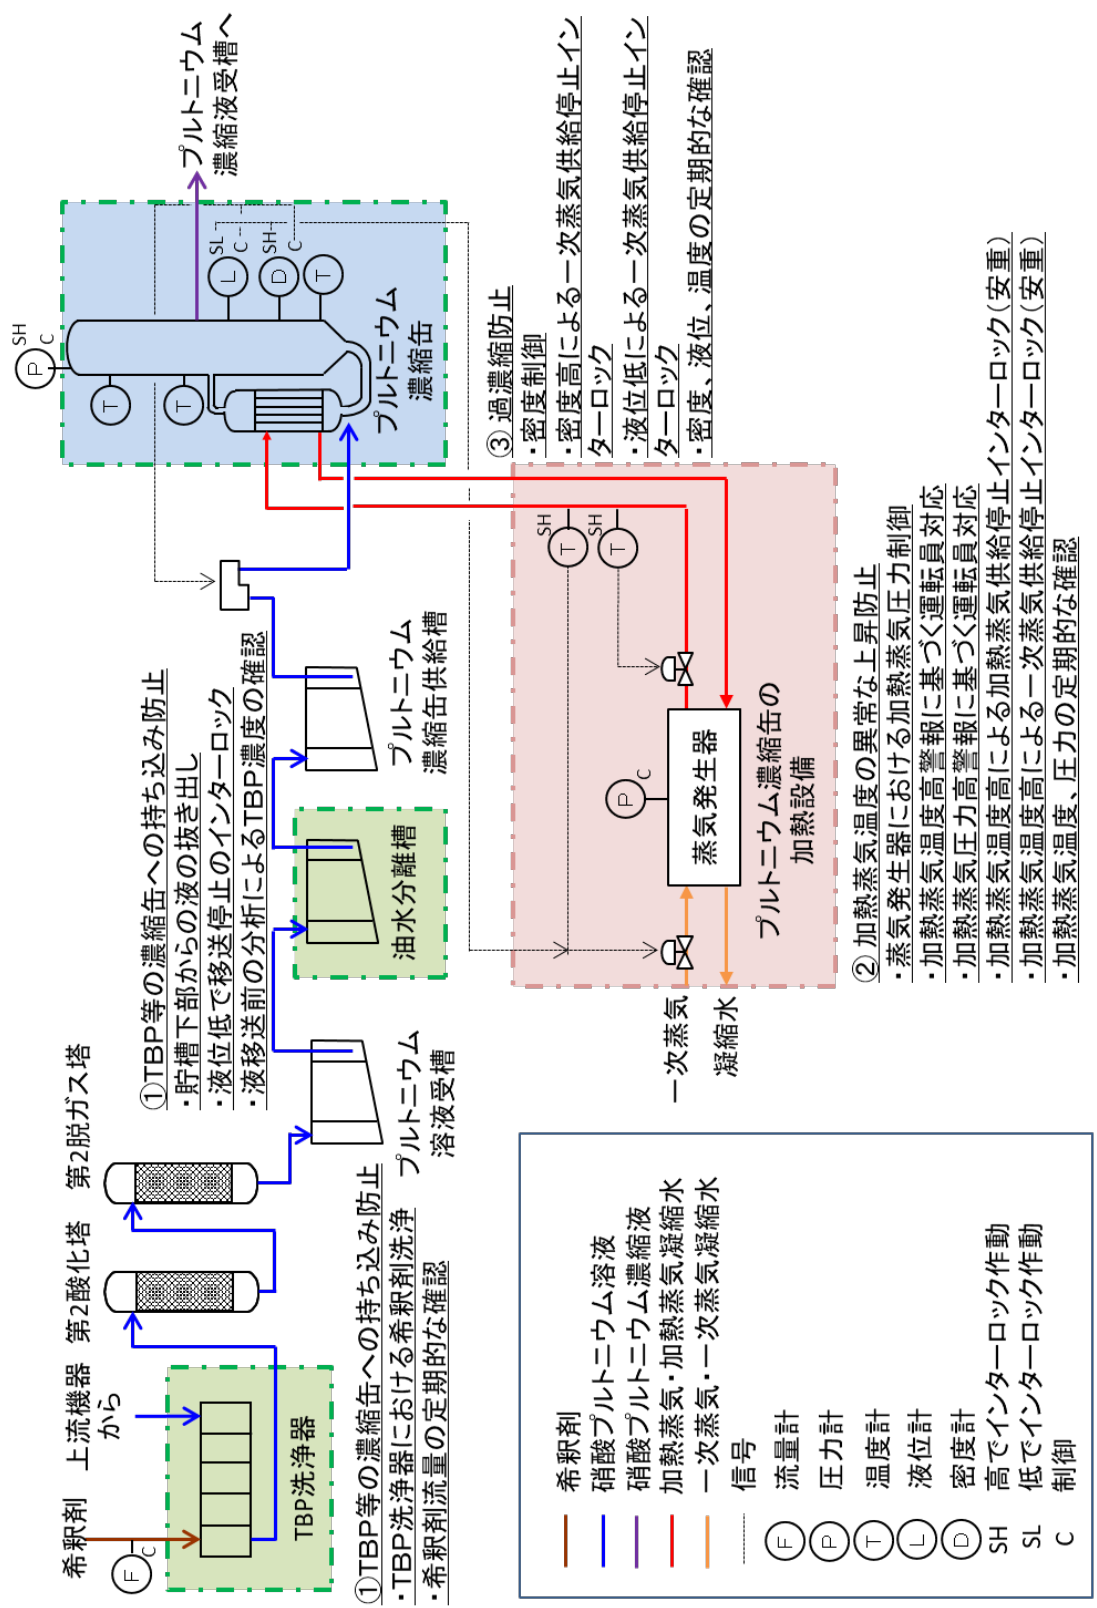 希釈剤
F
C
上流機器
から
TBP洗浄器
第2酸化塔
第2脱ガス塔
①TBP等の濃縮缶への持ち込み防止
・TBP洗浄器における希釈剤洗浄
・希釈剤流量の定期的な確認
プルトニウム
溶液受槽
①TBP等の濃縮缶への持ち込み防止
・貯槽下部からの液の抜き出し
・液位低で移送停止のインターロック
・液移送前の分析によるTBP濃度の確認
油水分離槽
プルトニウム
濃縮缶供給槽
P
SH
C
T
T
L
SL
C
D
SH
C
T
プルトニウム
濃縮缶
プルトニウム
濃縮液受槽へ
③ 過濃縮防止
・密度制御
・密度高による一次蒸気供給停止イン
ターロック
・液位低による一次蒸気供給停止イン
ターロック
・密度、液位、温度の定期的な確認
T
SH
T
SH
P
C
蒸気発生器
プルトニウム濃縮缶の
加熱設備
一次蒸気
凝縮水
② 加熱蒸気温度の異常な上昇防止
・蒸気発生器における加熱蒸気圧力制御
・加熱蒸気温度高警報に基づく運転員対応
・加熱蒸気圧力高警報に基づく運転員対応
・加熱蒸気温度高による加熱蒸気供給停止インターロック(安重)
・加熱蒸気温度高による一次蒸気供給停止インターロック(安重)
・加熱蒸気温度、圧力の定期的な確認
希釈剤
硝酸プルトニウム溶液
硝酸プルトニウム濃縮液
加熱蒸気・加熱蒸気凝縮水
一次蒸気・一次蒸気凝縮水
信号
F 流量計
P 圧力計
T 温度計
L 液位計
D 密度計
SH 高でインターロック作動
SL 低でインターロック作動
C 制御